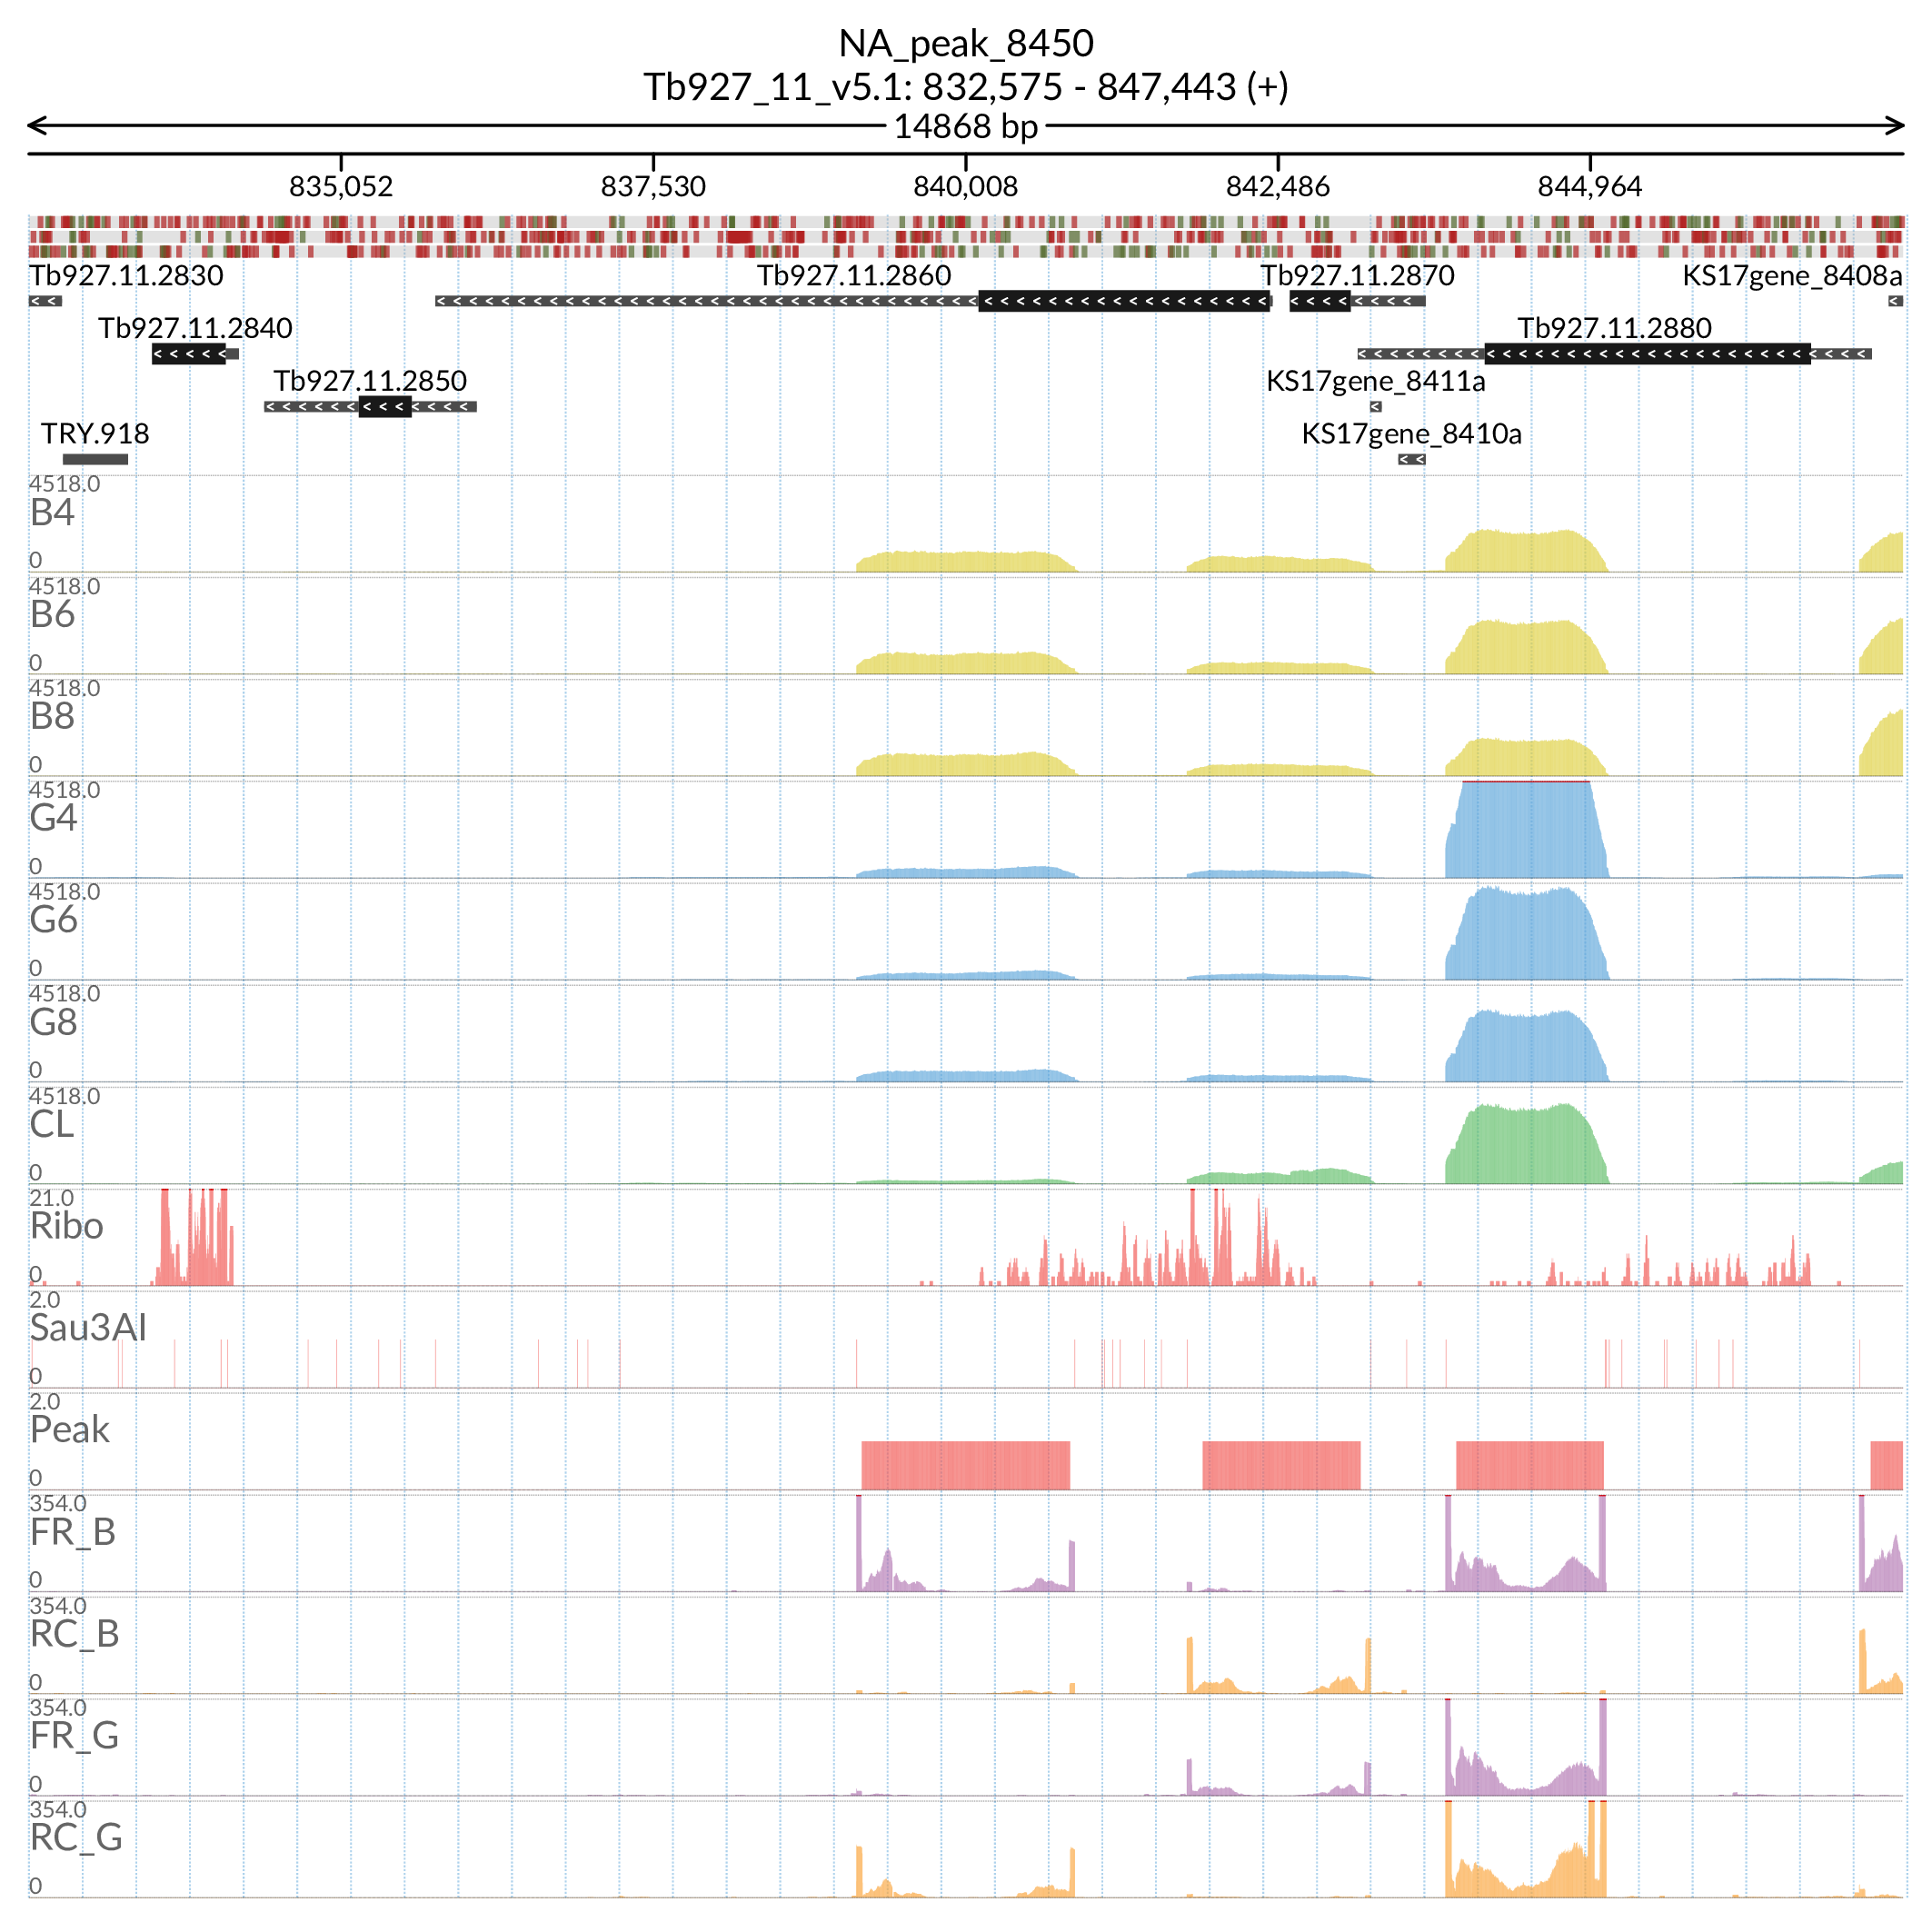 NA_peak_8450
Tb927_11_v5.1: 832,575 - 847,443 (+)
14868 bp
835,052 837,530 840,008 842,486 844,964
Tb927.11.2830 Tb927.11.2860 Tb927.11.2870 KS17gene_8408a
Tb927.11.2840 Tb927.11.2880
Tb927.11.2850 KS17gene_8411a
TRY.918 KS17gene_8410a
4518.0
B4
0
4518.0
B6
0
4518.0
B8
0
4518.0
G4
0
4518.0
G6
0
4518.0
G8
0
4518.0
CL
0
21.0
Ribo
0
2.0
Sau3AI
0
2.0
Peak
0
354.0
FR_B
0
354.0
RC_B
0
354.0
FR_G
0
354.0
RC_G
0